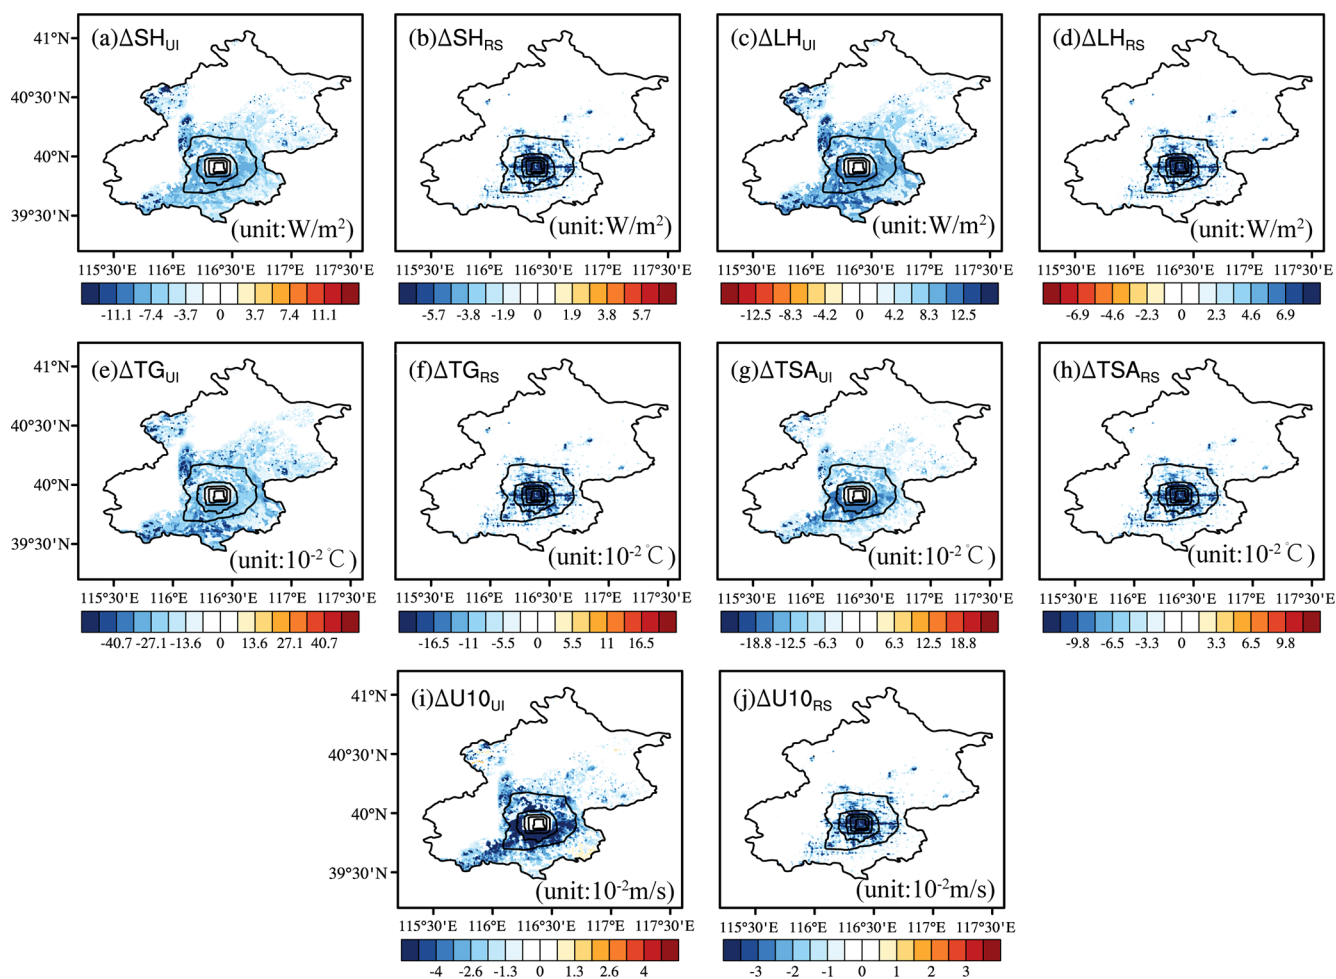 (a)ΔSH_UI (b)ΔSH_RS (c)ΔLH_UI (d)ΔLH_RS
41°N
40°30'N
40°N
39°30'N
(unit:W/m²) (unit:W/m²) (unit:W/m²) (unit:W/m²)
115°30'E 116°E 116°30'E 117°E 117°30'E 115°30'E 116°E 116°30'E 117°E 117°30'E 115°30'E 116°E 116°30'E 117°E 117°30'E 115°30'E 116°E 116°30'E 117°E 117°30'E
-11.1 -7.4 -3.7 0 3.7 7.4 11.1 -5.7 -3.8 -1.9 0 1.9 3.8 5.7 -12.5 -8.3 -4.2 0 4.2 8.3 12.5 -6.9 -4.6 -2.3 0 2.3 4.6 6.9
(e)ΔTG_UI (f)ΔTG_RS (g)ΔTSA_UI (h)ΔTSA_RS
41°N
40°30'N
40°N
39°30'N
(unit:10⁻²℃) (unit:10⁻²℃) (unit:10⁻²℃) (unit:10⁻²℃)
115°30'E 116°E 116°30'E 117°E 117°30'E 115°30'E 116°E 116°30'E 117°E 117°30'E 115°30'E 116°E 116°30'E 117°E 117°30'E 115°30'E 116°E 116°30'E 117°E 117°30'E
-40.7 -27.1 -13.6 0 13.6 27.1 40.7 -16.5 -11 -5.5 0 5.5 11 16.5 -18.8 -12.5 -6.3 0 6.3 12.5 18.8 -9.8 -6.5 -3.3 0 3.3 6.5 9.8
(i)ΔU10_UI (j)ΔU10_RS
41°N
40°30'N
40°N
39°30'N
(unit:10⁻²m/s) (unit:10⁻²m/s)
115°30'E 116°E 116°30'E 117°E 117°30'E 115°30'E 116°E 116°30'E 117°E 117°30'E
-4 -2.6 -1.3 0 1.3 2.6 4 -3 -2 -1 0 1 2 3